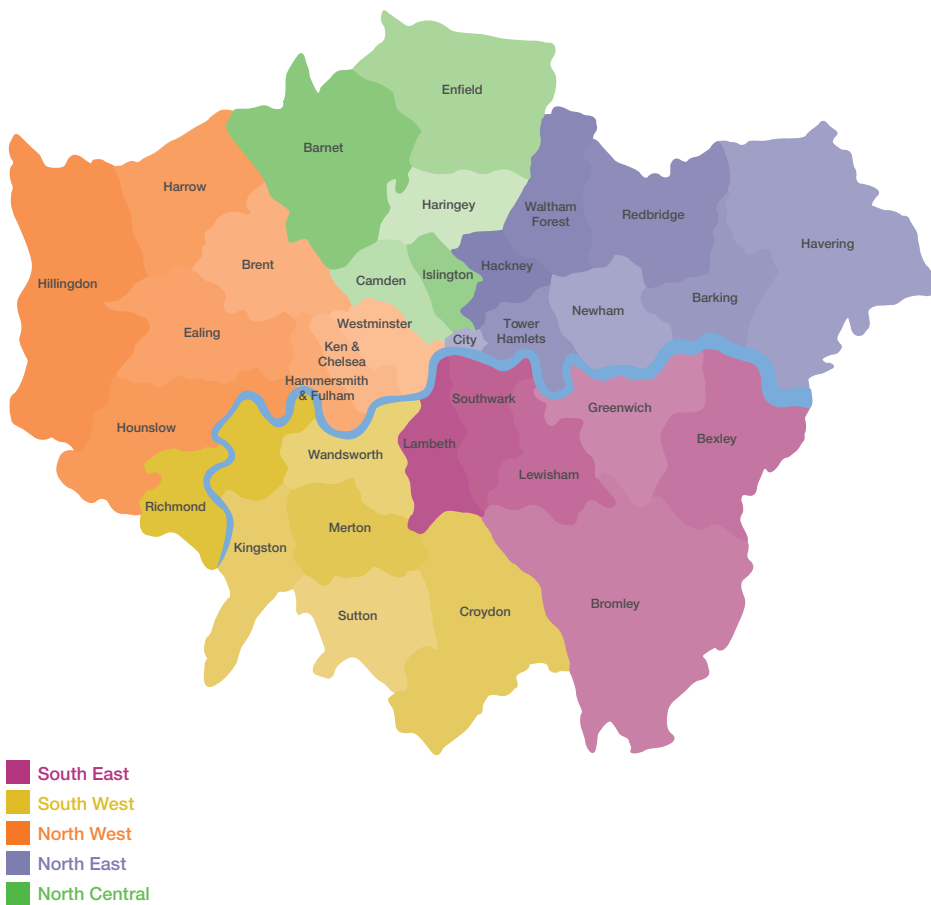 Enfield
Barnet
Harrow
Haringey
Waltham
Forest
Redbridge
Havering
Brent
Hackney
Islington
Camden
Hillingdon
Barking
Newham
Westminster
Tower
Hamlets
City
Ealing
Ken &
Chelsea
Hammersmith
& Fulham
Southwark
Greenwich
Hounslow
Bexley
Lambeth
Wandsworth
Lewisham
Richmond
Merton
Kingston
Bromley
Croydon
Sutton
South East
South West
North West
North East
North Central